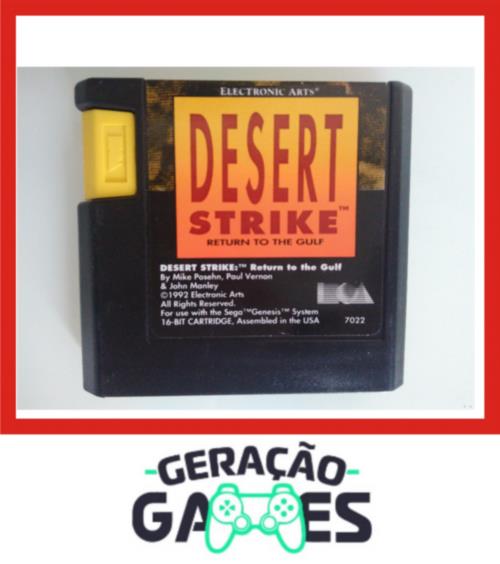 ELECTRONIC ARTS®
DESERT
STRIKE™
RETURN TO THE GULF
DESERT STRIKE:™ Return to the Gulf
By Mike Posehn, Paul Vernon
& John Manley
©1992 Electronic Arts
All Rights Reserved.
For use with the Sega™Genesis™ System
16-BIT CARTRIDGE, Assembled in the USA 7022
-GERAÇÃO-
GAMES